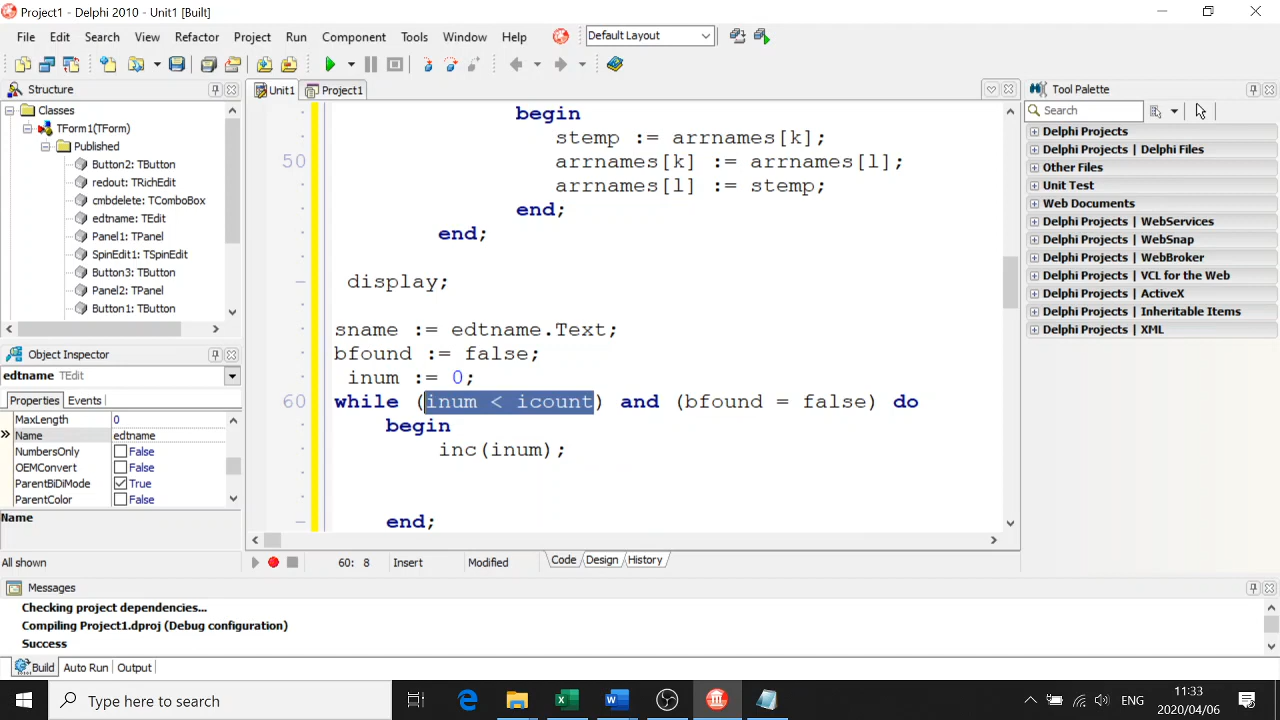 Project1 - Delphi 2010 - Unit1 [Built]
File Edit Search View Refactor Project Run Component Tools Window Help Default Layout
Structure
Classes
TForm1(TForm)
Published
Button2: TButton
redout: TRichEdit
cmbdelete: TComboBox
edtname: TEdit
Panel1: TPanel
SpinEdit1: TSpinEdit
Button3: TButton
Panel2: TPanel
Button1: TButton
Object Inspector
edtname TEdit
Properties Events
MaxLength 0
Name edtname
NumbersOnly False
OEMConvert False
ParentBiDiMode True
ParentColor False
Name
All shown
Unit1 Project1
begin
stemp := arrnames[k];
50 arrnames[k] := arrnames[l];
arrnames[l] := stemp;
end;
end;
display;
sname := edtname.Text;
bfound := false;
inum := 0;
60 while (inum < icount) and (bfound = false) do
begin
inc(inum);
end;
60: 8 Insert Modified Code Design History
Tool Palette
Search
Delphi Projects
Delphi Projects | Delphi Files
Other Files
Unit Test
Web Documents
Delphi Projects | WebServices
Delphi Projects | WebSnap
Delphi Projects | WebBroker
Delphi Projects | VCL for the Web
Delphi Projects | ActiveX
Delphi Projects | Inheritable Items
Delphi Projects | XML
Messages
Checking project dependencies...
Compiling Project1.dproj (Debug configuration)
Success
Build Auto Run Output
Type here to search
ENG
11:33
2020/04/06